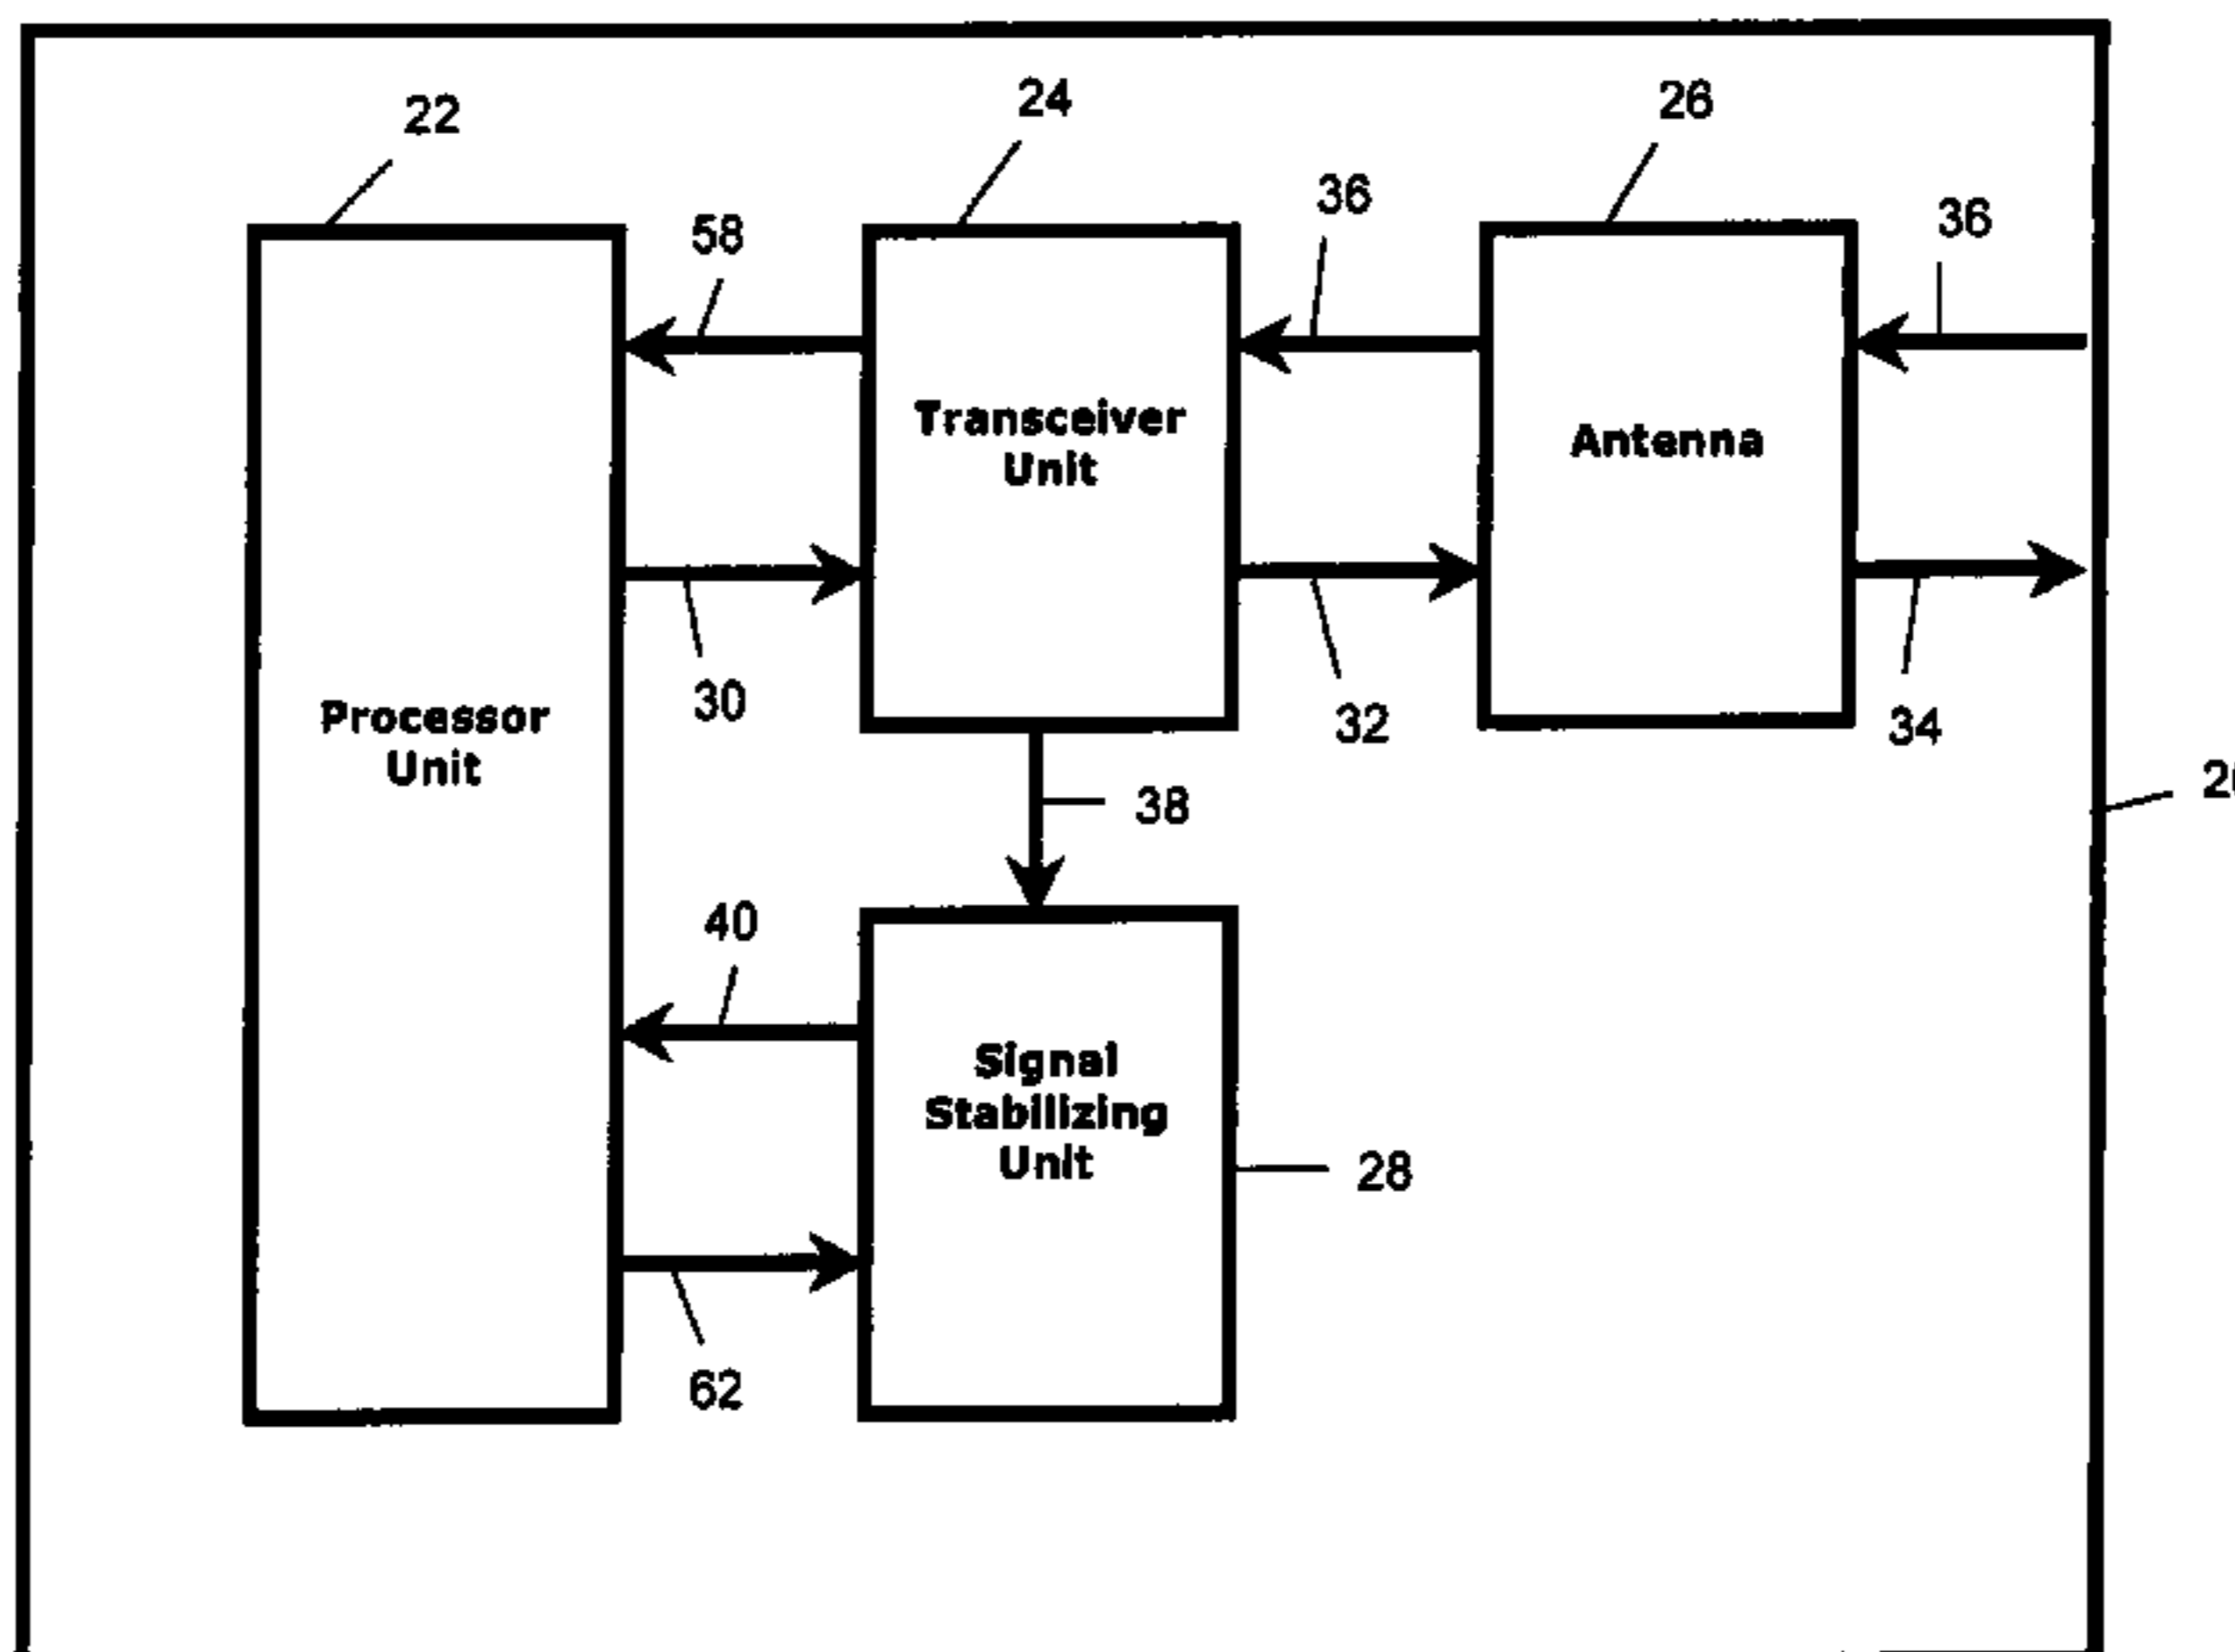 22
24
26
58
36
36
Transceiver
Unit
Antenna
30
32
34
Processor
Unit
38
40
Signal
Stabilizing
Unit
28
62